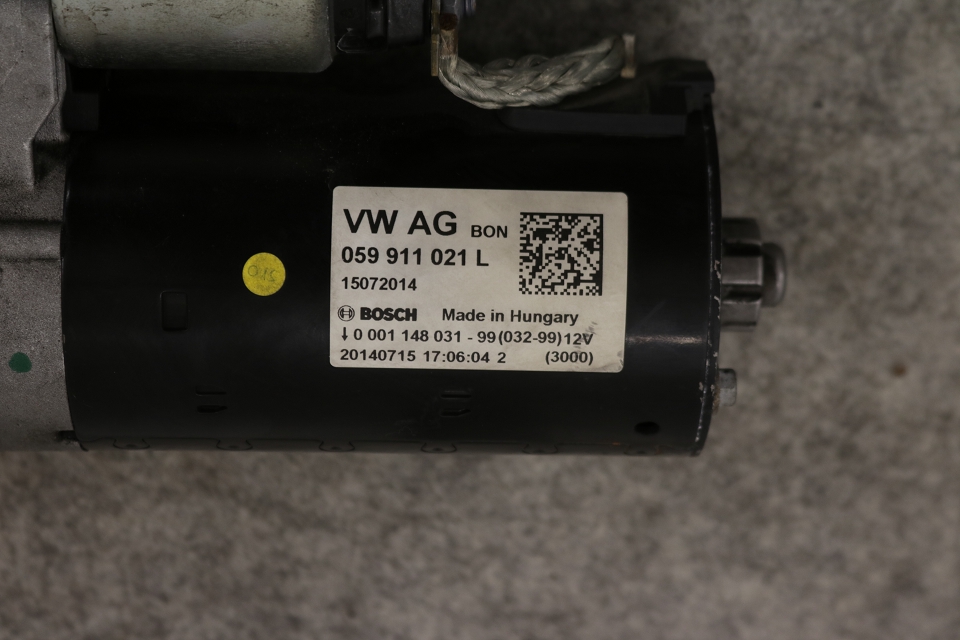 VW AG BON
059 911 021 L
15072014
BOSCH Made in Hungary
↓ 0 001 148 031 - 99 (032-99) 12V
20140715 17:06:04 2 (3000)